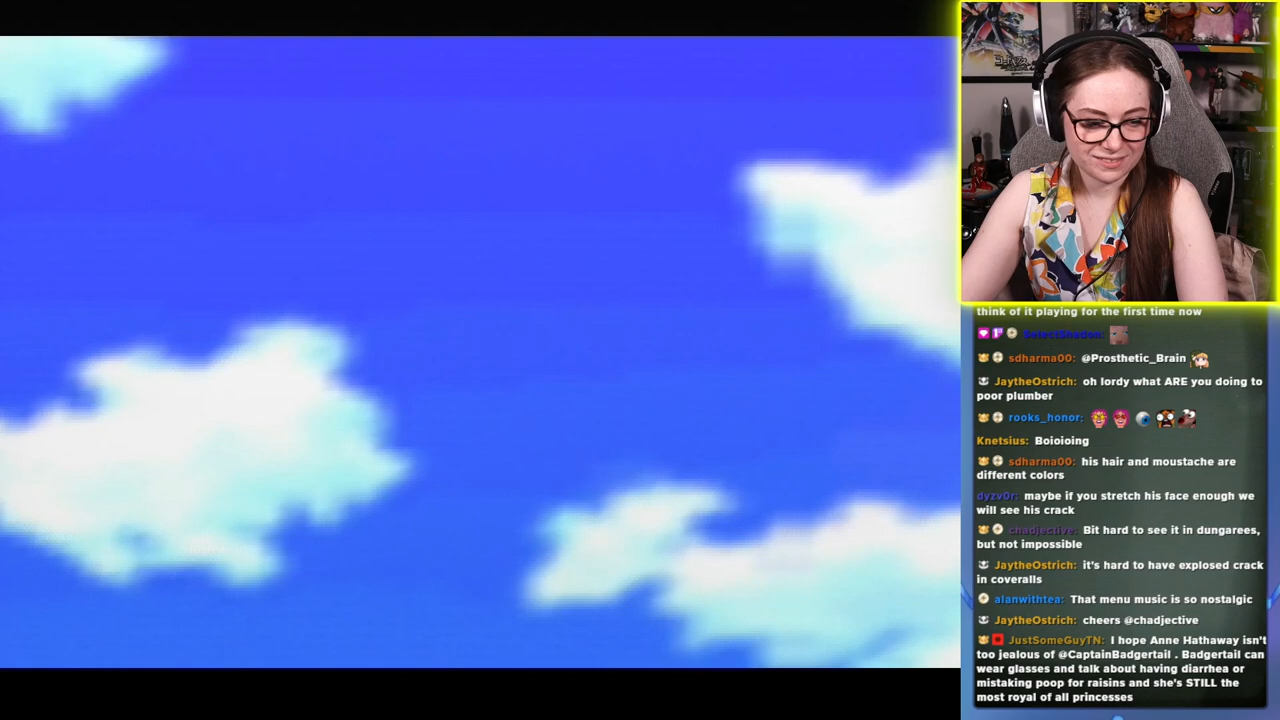 think of it playing for the first time now
SelectShadon:
sdharma00: @Prosthetic_Brain
JaytheOstrich: oh lordy what ARE you doing to
poor plumber
rooks_honor:
Knetsius: Boioioing
sdharma00: his hair and moustache are
different colors
dyzv0r: maybe if you stretch his face enough we
will see his crack
chadjective: Bit hard to see it in dungarees,
but not impossible
JaytheOstrich: it's hard to have explosed crack
in coveralls
alanwithtea: That menu music is so nostalgic
JaytheOstrich: cheers @chadjective
JustSomeGuyTN: I hope Anne Hathaway isn't
too jealous of @CaptainBadgertail . Badgertail can
wear glasses and talk about having diarrhea or
mistaking poop for raisins and she's STILL the
most royal of all princesses